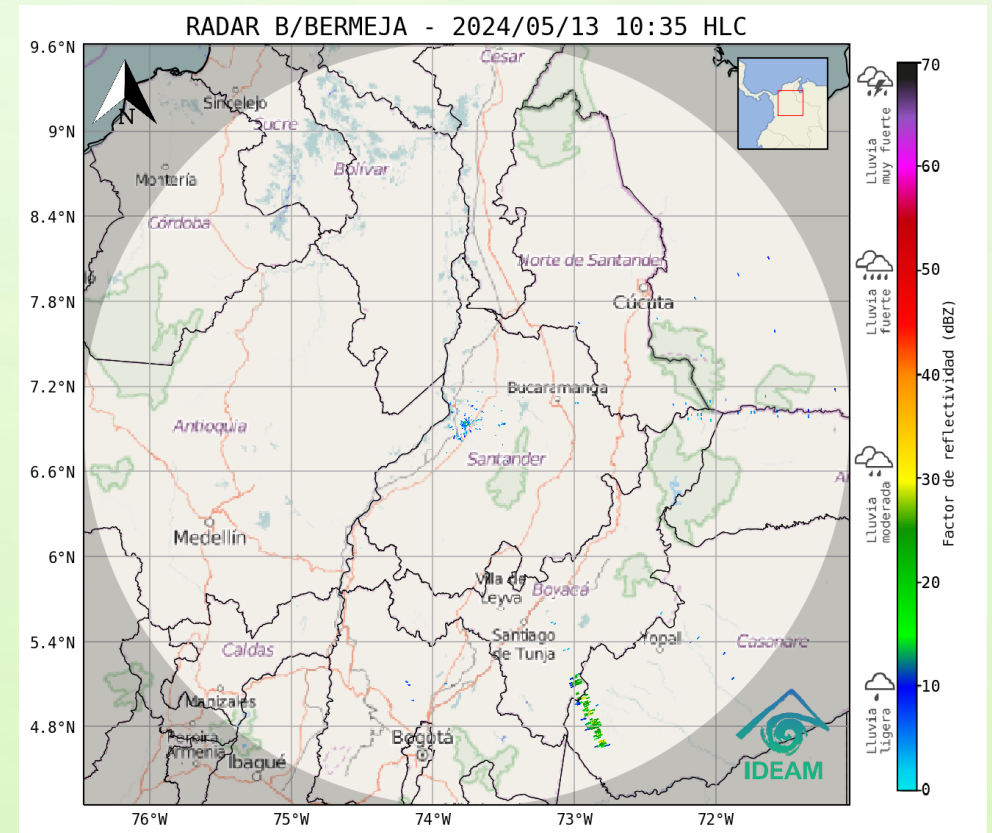 RADAR B/BERMEJA - 2024/05/13 10:35 HLC
9.6°N
9°N
8.4°N
7.8°N
7.2°N
6.6°N
6°N
5.4°N
4.8°N
76°W
75°W
74°W
73°W
72°W
N
Cesar
Sincelejo
Sucre
Montería
Bolívar
Córdoba
Norte de Santander
Cúcuta
Bucaramanga
Antioquia
Santander
Medellín
Villa de
Leyva
Boyacá
Santiago
de Tunja
Yopal
Casanare
Caldas
Manizales
Pereira
Armenia
Ibagué
Bogotá
IDEAM
70
60
50
40
30
20
10
0
Lluvia
muy fuerte
Lluvia
fuerte
Lluvia
moderada
Lluvia
ligera
Factor de reflectividad (dBZ)